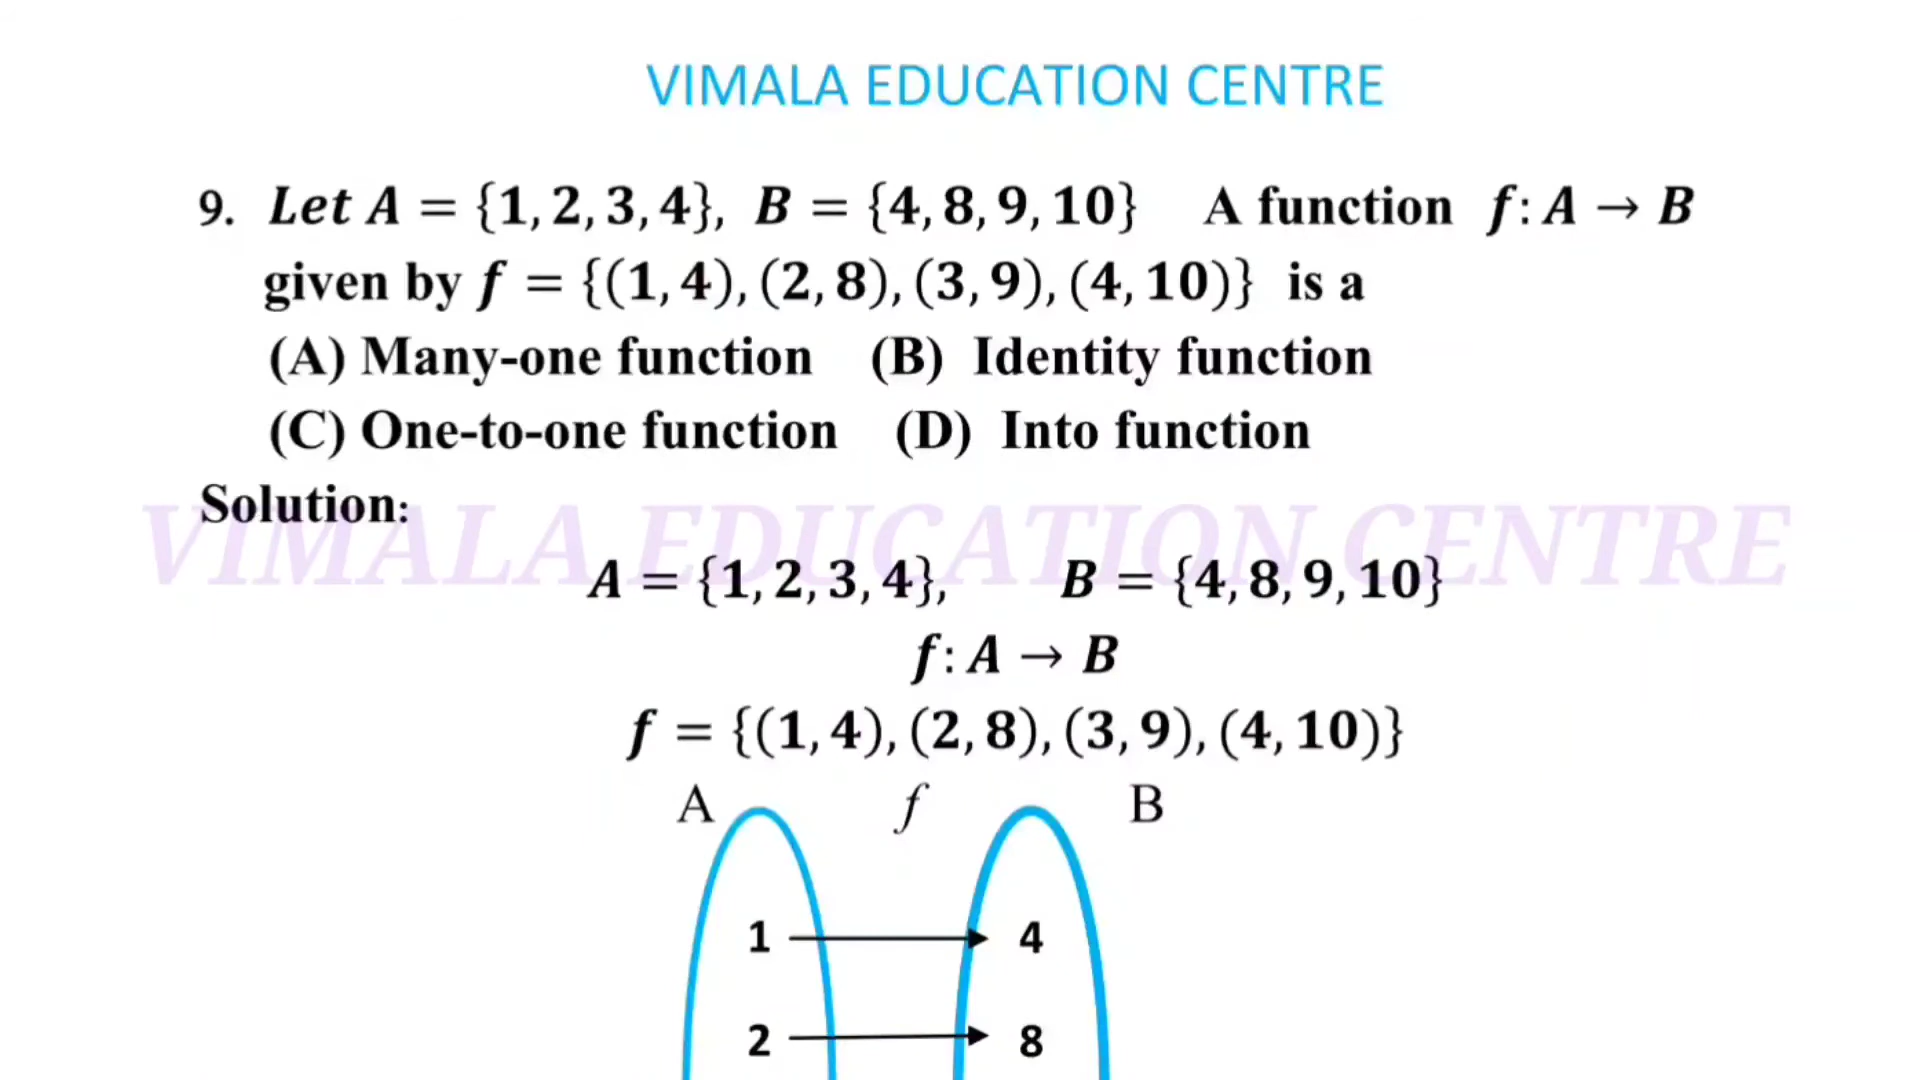 VIMALA EDUCATION CENTRE
9. Let A = {1, 2, 3, 4}, B = {4, 8, 9, 10} A function f: A → B
given by f = {(1, 4), (2, 8), (3, 9), (4, 10)} is a
(A) Many-one function (B) Identity function
(C) One-to-one function (D) Into function
Solution:
VIMALA EDUCATION CENTRE
A = {1, 2, 3, 4}, B = {4, 8, 9, 10}
f: A → B
f = {(1, 4), (2, 8), (3, 9), (4, 10)}
A f B
1 4
2 8